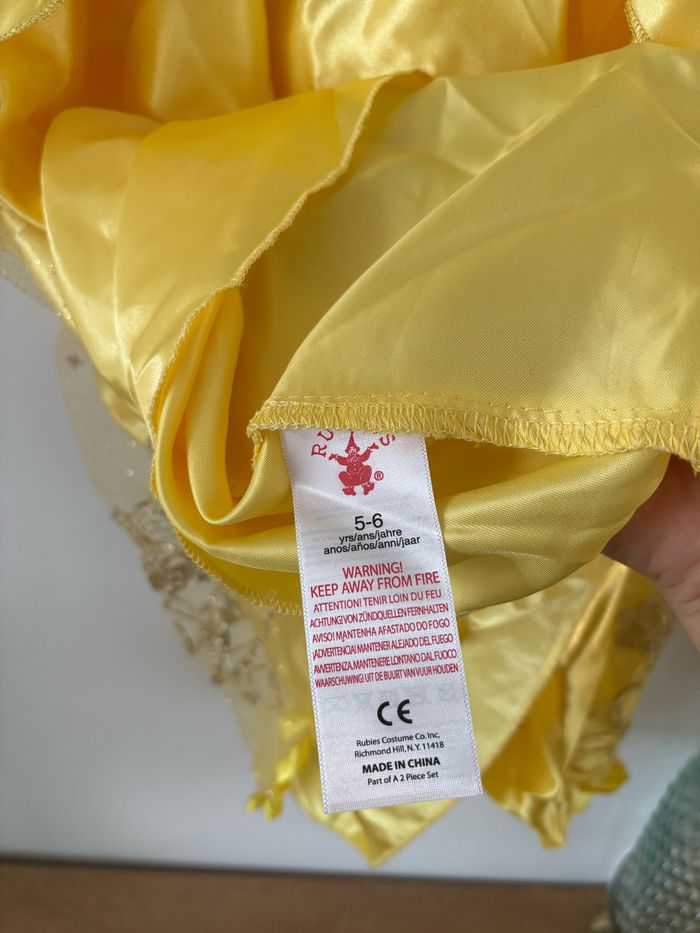 RU S
®
5-6
yrs/ans/jahre
anos/años/anni/jaar
WARNING!
KEEP AWAY FROM FIRE
ATTENTION! TENIR LOIN DU FEU
ACHTUNG! VON ZÜNDQUELLEN FERNHALTEN
AVISO! MANTENHA AFASTADO DO FOGO
¡ADVERTENCIA! MANTENER ALEJADO DEL FUEGO
AVVERTENZA. MANTENERE LONTANO DAL FUOCO
WAARSCHUWING! UIT DE BUURT VAN VUUR HOUDEN
CE
Rubies Costume Co. Inc,
Richmond Hill, N.Y. 11418
MADE IN CHINA
Part of A 2 Piece Set